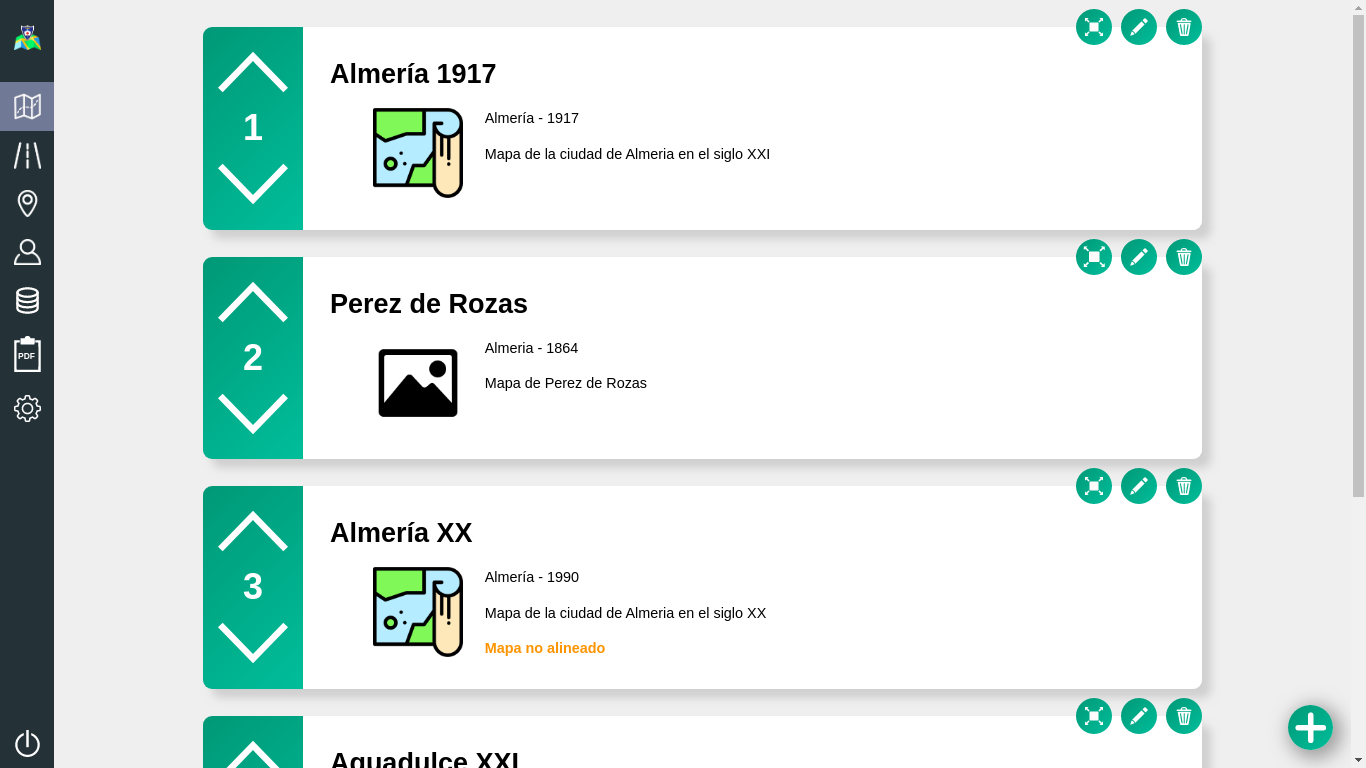 Almería 1917
1
Almería - 1917
Mapa de la ciudad de Almeria en el siglo XXI
Perez de Rozas
2
Almeria - 1864
Mapa de Perez de Rozas
PDF
Almería XX
3
Almería - 1990
Mapa de la ciudad de Almeria en el siglo XX
Mapa no alineado
Aguadulce XXI